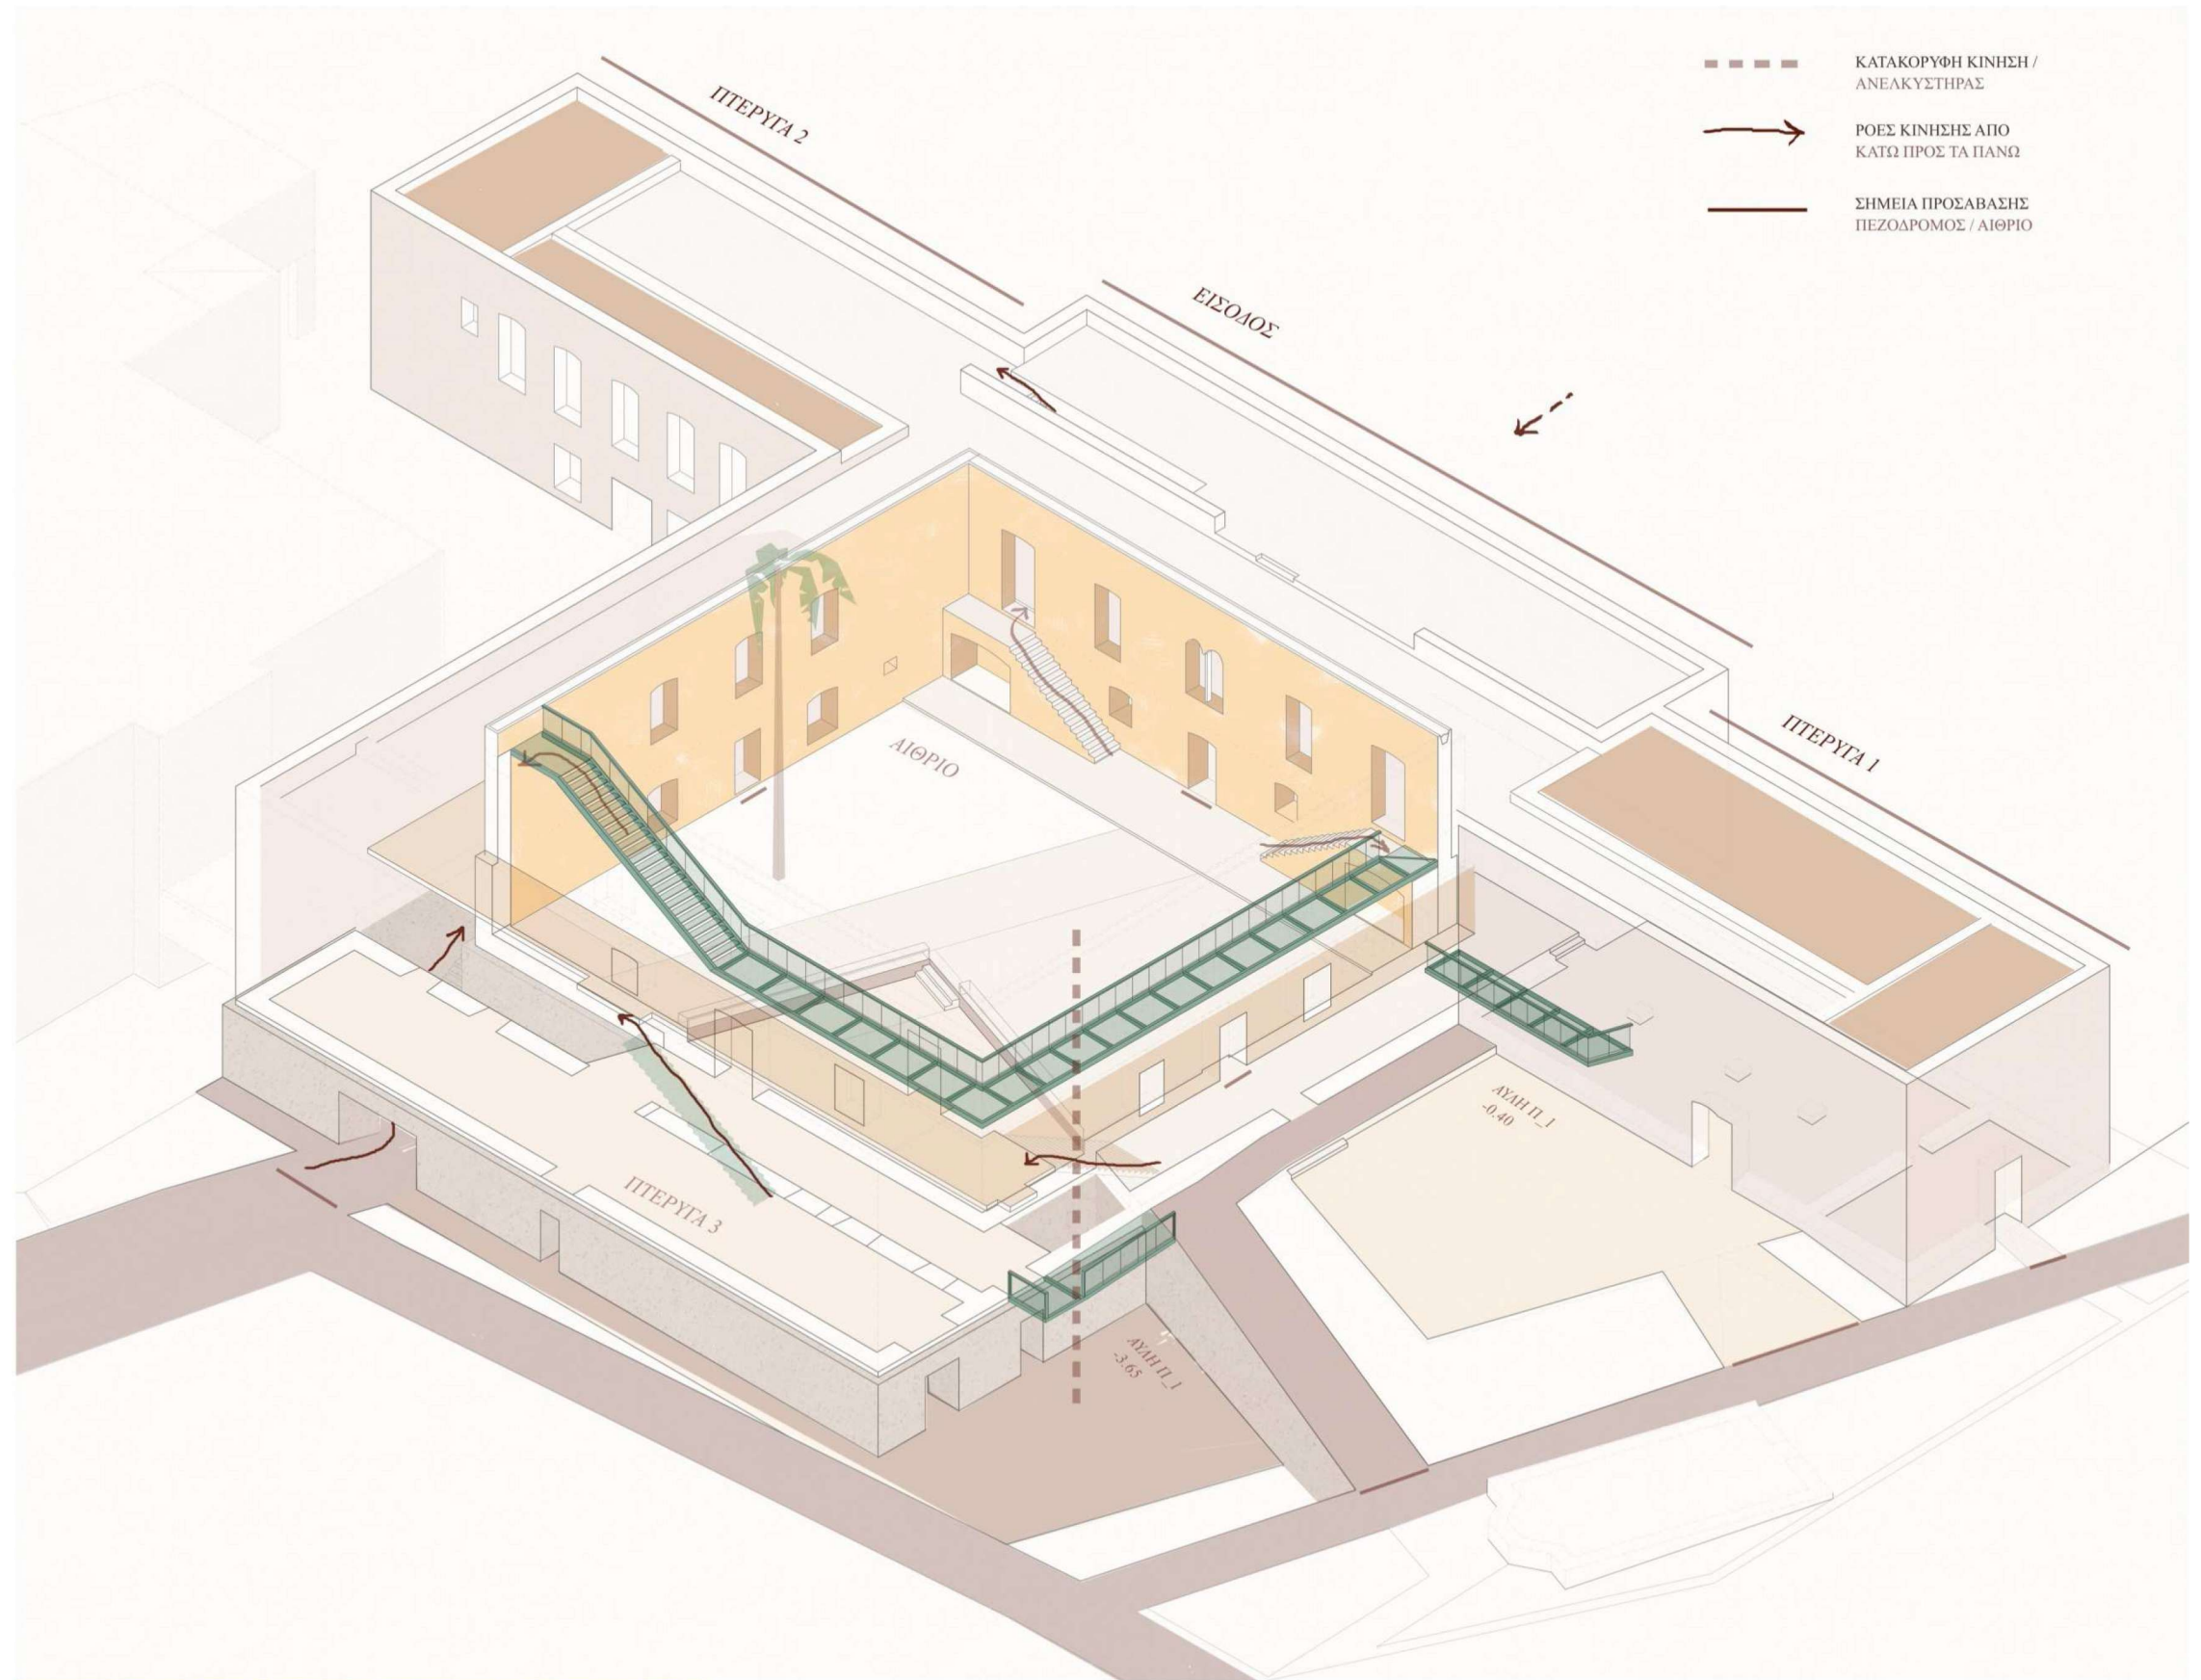 ΚΑΤΑΚΟΡΥΦΗ ΚΙΝΗΣΗ /
ΑΝΕΛΚΥΣΤΗΡΑΣ
ΡΟΕΣ ΚΙΝΗΣΗΣ ΑΠΟ
ΚΑΤΩ ΠΡΟΣ ΤΑ ΠΑΝΩ
ΣΗΜΕΙΑ ΠΡΟΣΑΒΑΣΗΣ
ΠΕΖΟΔΡΟΜΟΣ / ΑΙΘΡΙΟ
ΠΤΕΡΥΓΑ 2
ΕΙΣΟΔΟΣ
ΠΤΕΡΥΓΑ 1
ΑΙΘΡΙΟ
ΑΥΛΗ Π_1
-0.40
ΠΤΕΡΥΓΑ 3
ΑΥΛΗ Π_1
-3.65